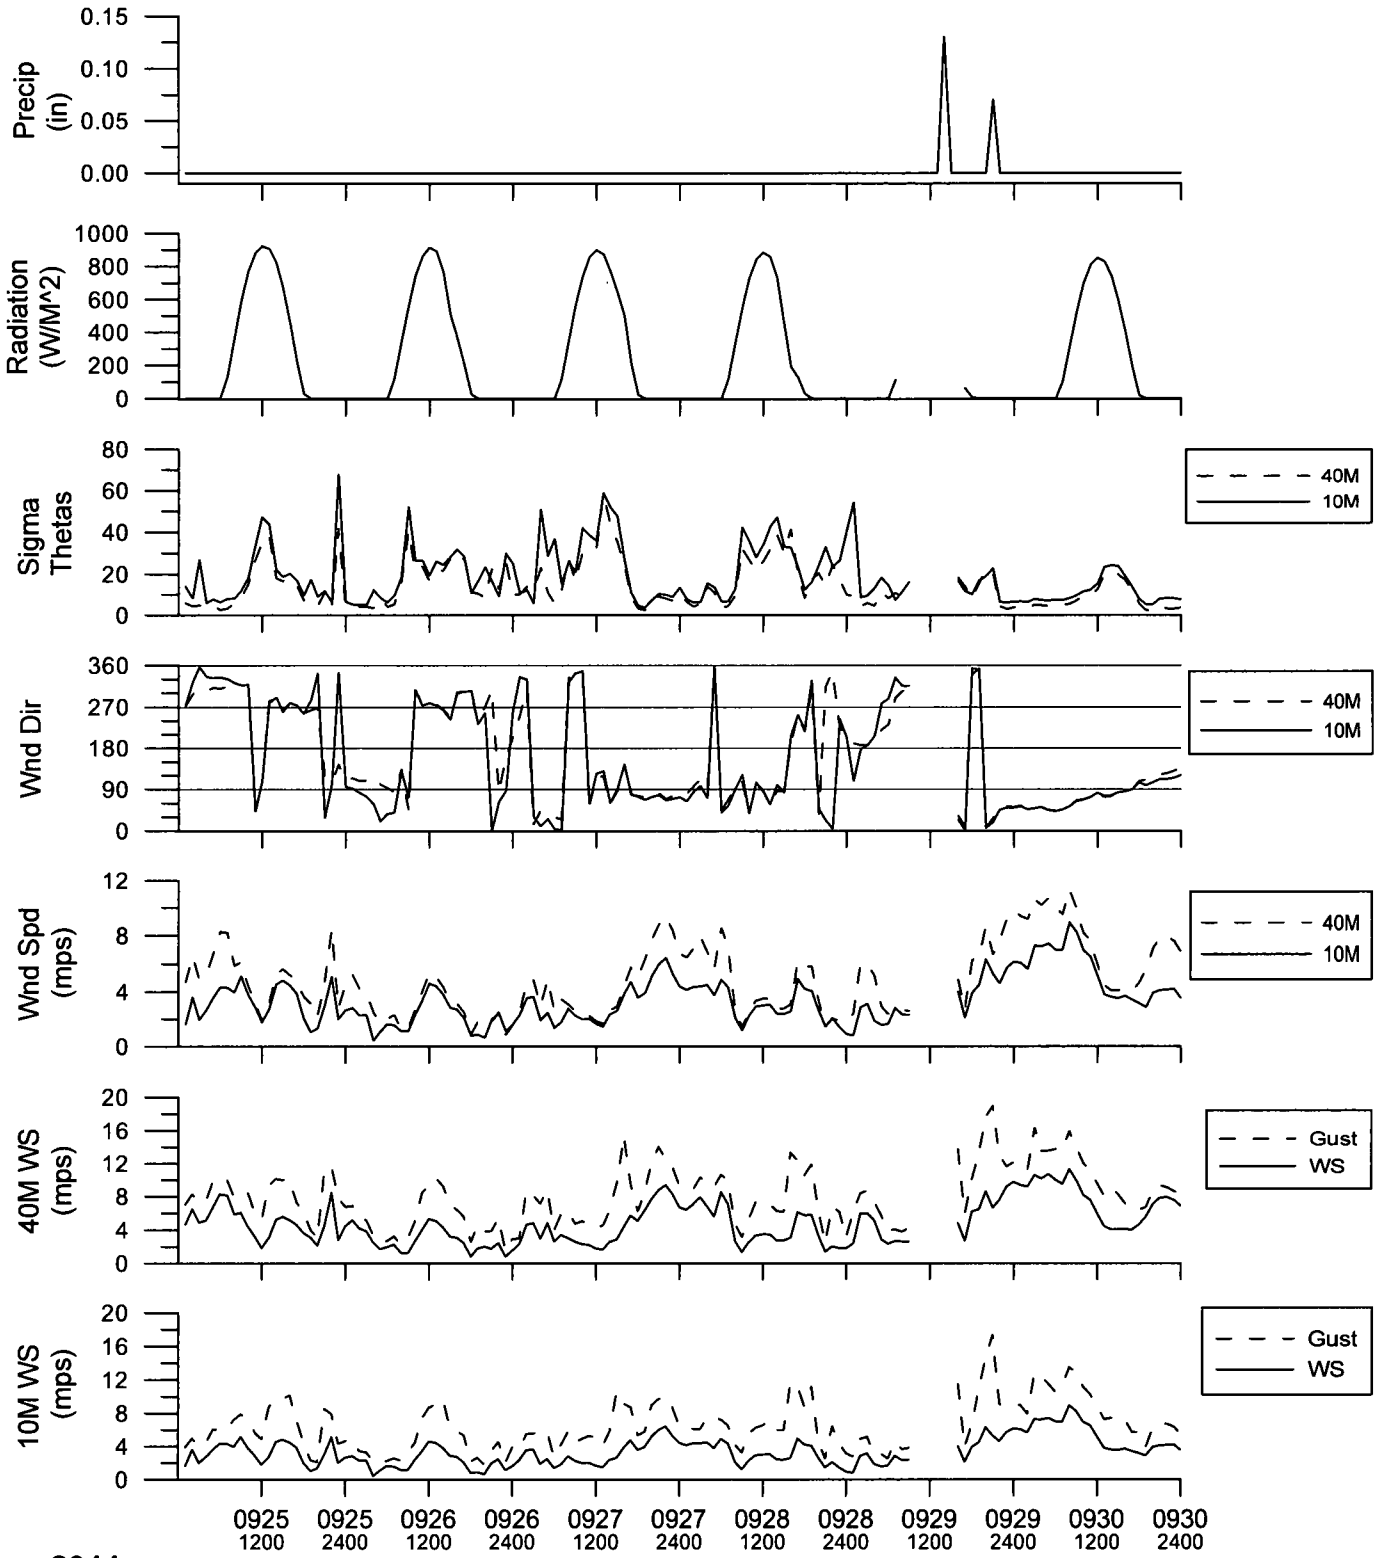 0.15
0.10
0.05
0.00
Precip
(in)
1000
800
600
400
200
0
Radiation
(W/M^2)
80
60
40
20
0
Sigma
Thetas
40M
10M
360
270
180
90
0
Wnd Dir
40M
10M
12
8
4
0
Wnd Spd
(mps)
40M
10M
20
16
12
8
4
0
40M WS
(mps)
Gust
WS
20
16
12
8
4
0
10M WS
(mps)
Gust
WS
0925 0925 0926 0926 0927 0927 0928 0928 0929 0929 0930 0930
1200 2400 1200 2400 1200 2400 1200 2400 1200 2400 1200 2400